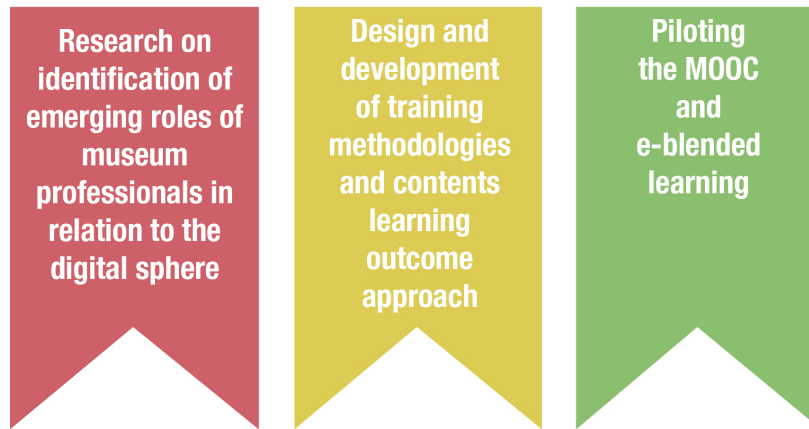 Research on
identification of
emerging roles of
museum
professionals in
relation to the
digital sphere
Design and
development
of training
methodologies
and contents
learning
outcome
approach
Piloting
the MOOC
and
e-blended
learning